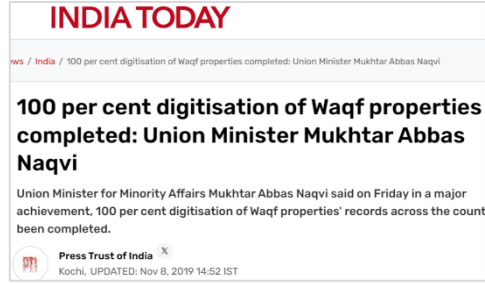 INDIA TODAY
ws / India / 100 per cent digitisation of Waqf properties completed: Union Minister Mukhtar Abbas Naqvi
100 per cent digitisation of Waqf properties
completed: Union Minister Mukhtar Abbas
Naqvi
Union Minister for Minority Affairs Mukhtar Abbas Naqvi said on Friday in a major
achievement, 100 per cent digitisation of Waqf properties' records across the count
been completed.
Press Trust of India
Kochi, UPDATED: Nov 8, 2019 14:52 IST